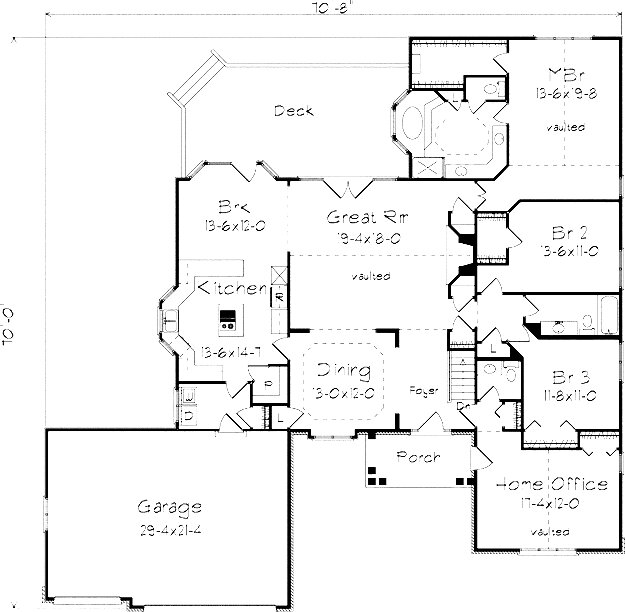 70'-8"
MBr
13-6x19-8
vaulted
Deck
Brk
13-6x12-0
Great Rm
19-4x18-0
vaulted
Br 2
13-6x11-0
Kitchen
13-6x14-7
70'-0"
Dining
13-0x12-0
Foyer
Dn
L
L
L
P
W
D
Br 3
11-8x11-0
Porch
Home Office
17-4x12-0
vaulted
Garage
29-4x21-4